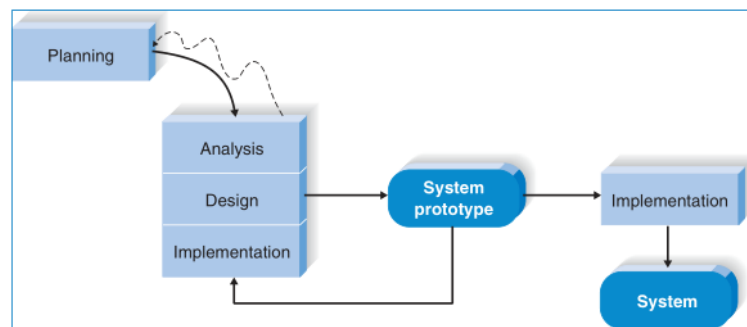 Planning
Analysis
Design
Implementation
System
prototype
Implementation
System